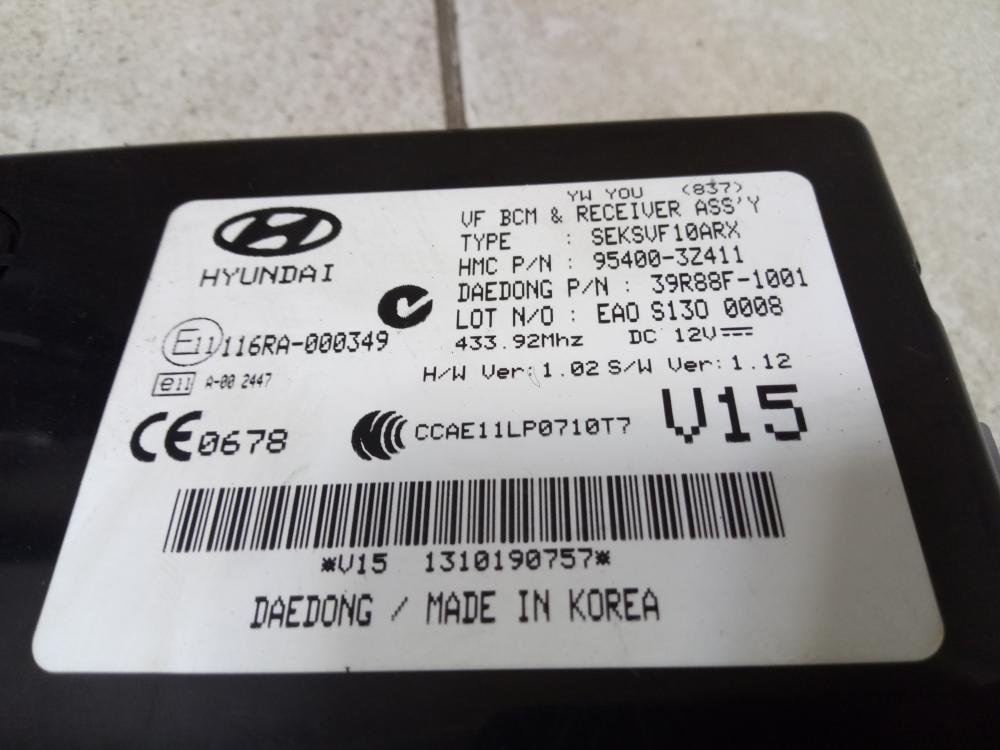 YW YOU (837)
VF BCM & RECEIVER ASS'Y
TYPE : SEKSVF10ARX
HMC P/N : 95400-3Z411
DAEDONG P/N : 39R88F-1001
LOT N/O : EAO S130 0008
433.92Mhz DC 12V
H/W Ver: 1.02 S/W Ver: 1.12
HYUNDAI
E11 116RA-000349
e11 A-00 2447
CE0678
CCAE11LP0710T7
V15
*V15 1310190757*
DAEDONG / MADE IN KOREA